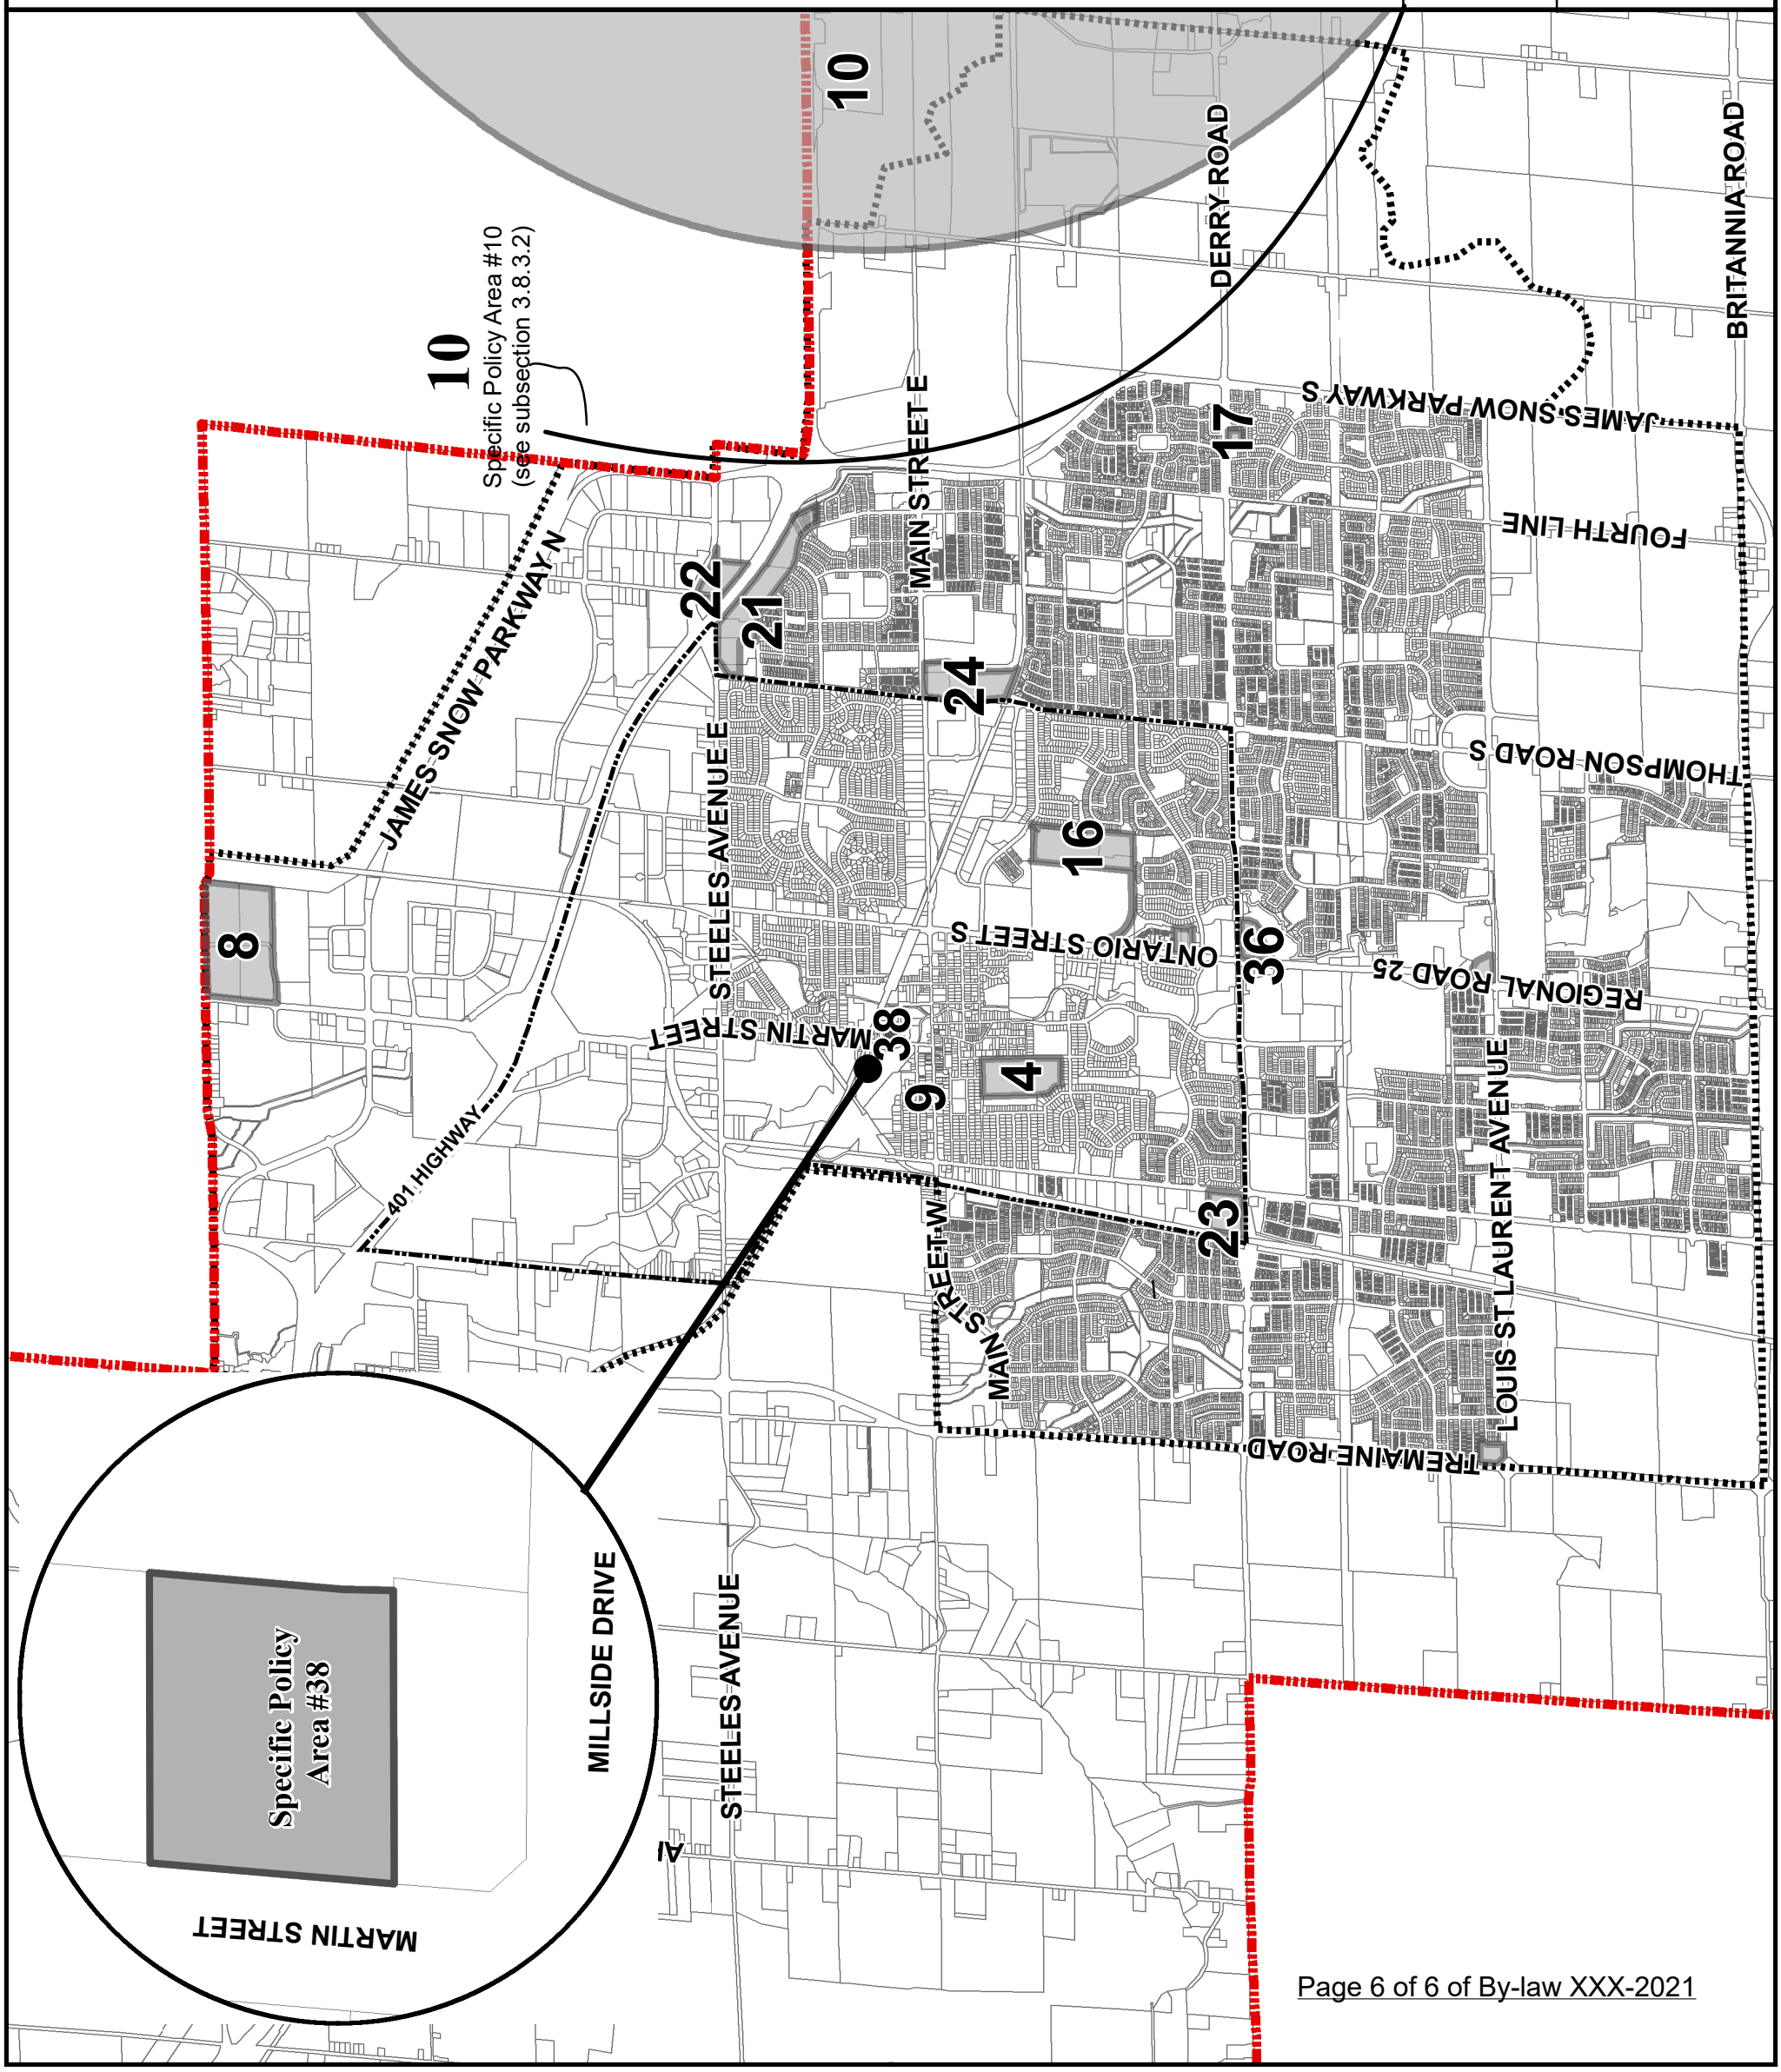 10
Specific Policy Area #10
(see subsection 3.8.3.2)
10
DERRY ROAD
BRITANNIA ROAD
MAIN STREET E
JAMES SNOW PARKWAY S
17
FOURTH LINE
JAMES SNOW PARKWAY N
22
21
24
THOMPSON ROAD S
STEELES AVENUE E
16
8
ONTARIO STREET S
36
REGIONAL ROAD 25
MARTIN STREET
38
9
4
401 HIGHWAY
23
MAIN STREET W
LOUIS ST LAURENT AVENUE
TREMAINE ROAD
STEELES AVENUE
Specific Policy
Area #38
MILLSIDE DRIVE
MARTIN STREET
Page 6 of 6 of By-law XXX-2021